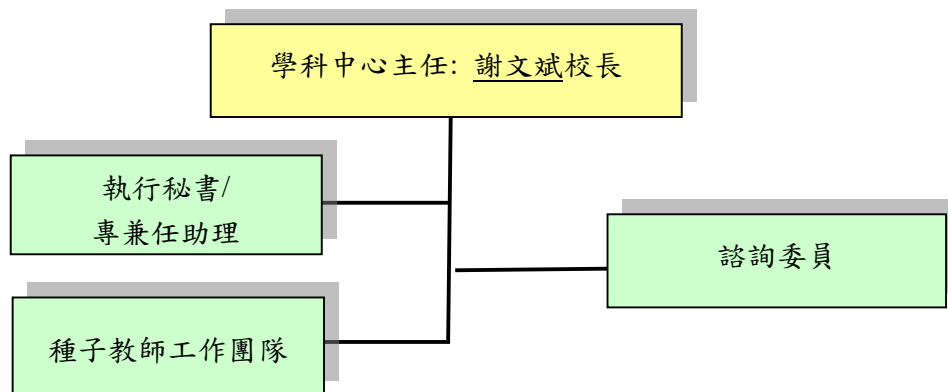 學科中心主任: 謝文斌校長
執行秘書/
專兼任助理
諮詢委員
種子教師工作團隊